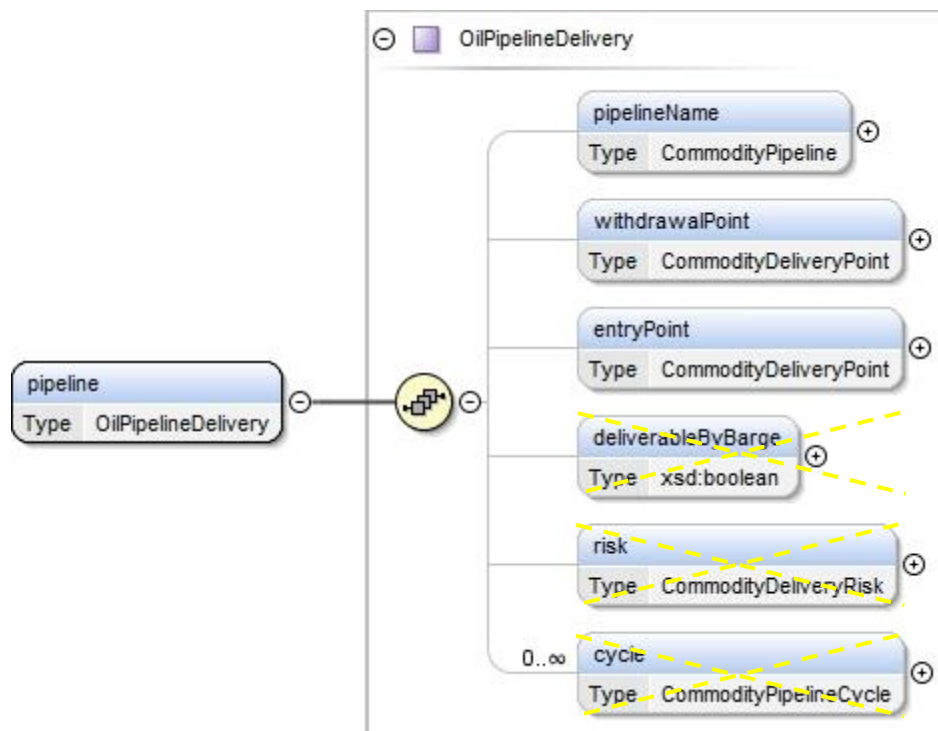 OilPipelineDelivery
pipelineName
Type CommodityPipeline
withdrawalPoint
Type CommodityDeliveryPoint
entryPoint
Type CommodityDeliveryPoint
pipeline
Type OilPipelineDelivery
deliverableByBarge
Type xsd:boolean
risk
Type CommodityDeliveryRisk
0..∞ cycle
Type CommodityPipelineCycle